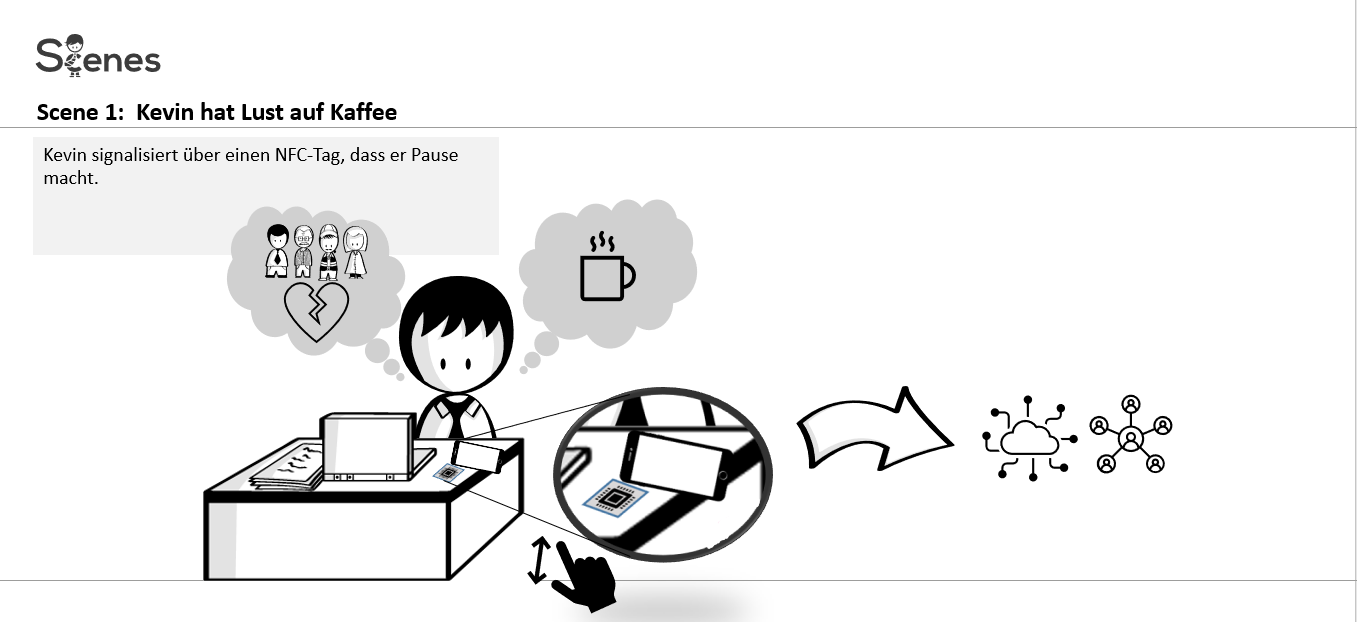 Scenes
Scene 1: Kevin hat Lust auf Kaffee
Kevin signalisiert über einen NFC-Tag, dass er Pause
macht.